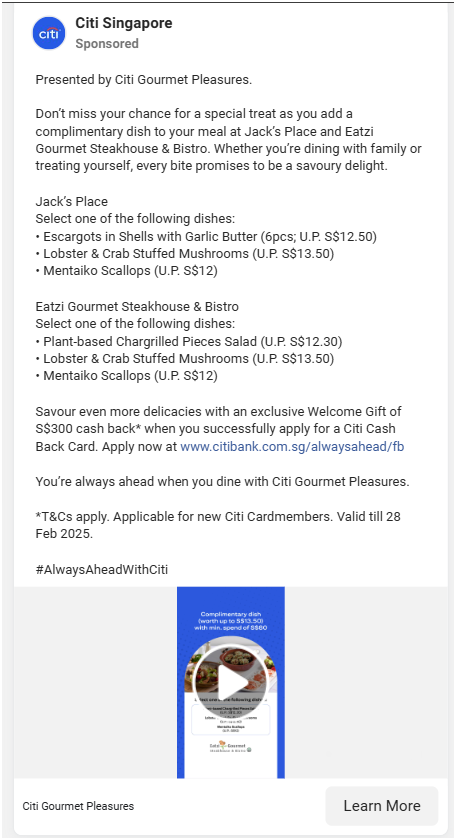 citi
Citi Singapore
Sponsored
Presented by Citi Gourmet Pleasures.
Don’t miss your chance for a special treat as you add a
complimentary dish to your meal at Jack’s Place and Eatzi
Gourmet Steakhouse & Bistro. Whether you’re dining with family or
treating yourself, every bite promises to be a savoury delight.
Jack’s Place
Select one of the following dishes:
• Escargots in Shells with Garlic Butter (6pcs; U.P. S$12.50)
• Lobster & Crab Stuffed Mushrooms (U.P. S$13.50)
• Mentaiko Scallops (U.P. S$12)
Eatzi Gourmet Steakhouse & Bistro
Select one of the following dishes:
• Plant-based Chargrilled Pieces Salad (U.P. S$12.30)
• Lobster & Crab Stuffed Mushrooms (U.P. S$13.50)
• Mentaiko Scallops (U.P. S$12)
Savour even more delicacies with an exclusive Welcome Gift of
S$300 cash back* when you successfully apply for a Citi Cash
Back Card. Apply now at www.citibank.com.sg/alwaysahead/fb
You’re always ahead when you dine with Citi Gourmet Pleasures.
*T&Cs apply. Applicable for new Citi Cardmembers. Valid till 28
Feb 2025.
#AlwaysAheadWithCiti
Complimentary dish
(worth up to S$13.50)
with min. spend of S$60
Citi Gourmet Pleasures
Learn More